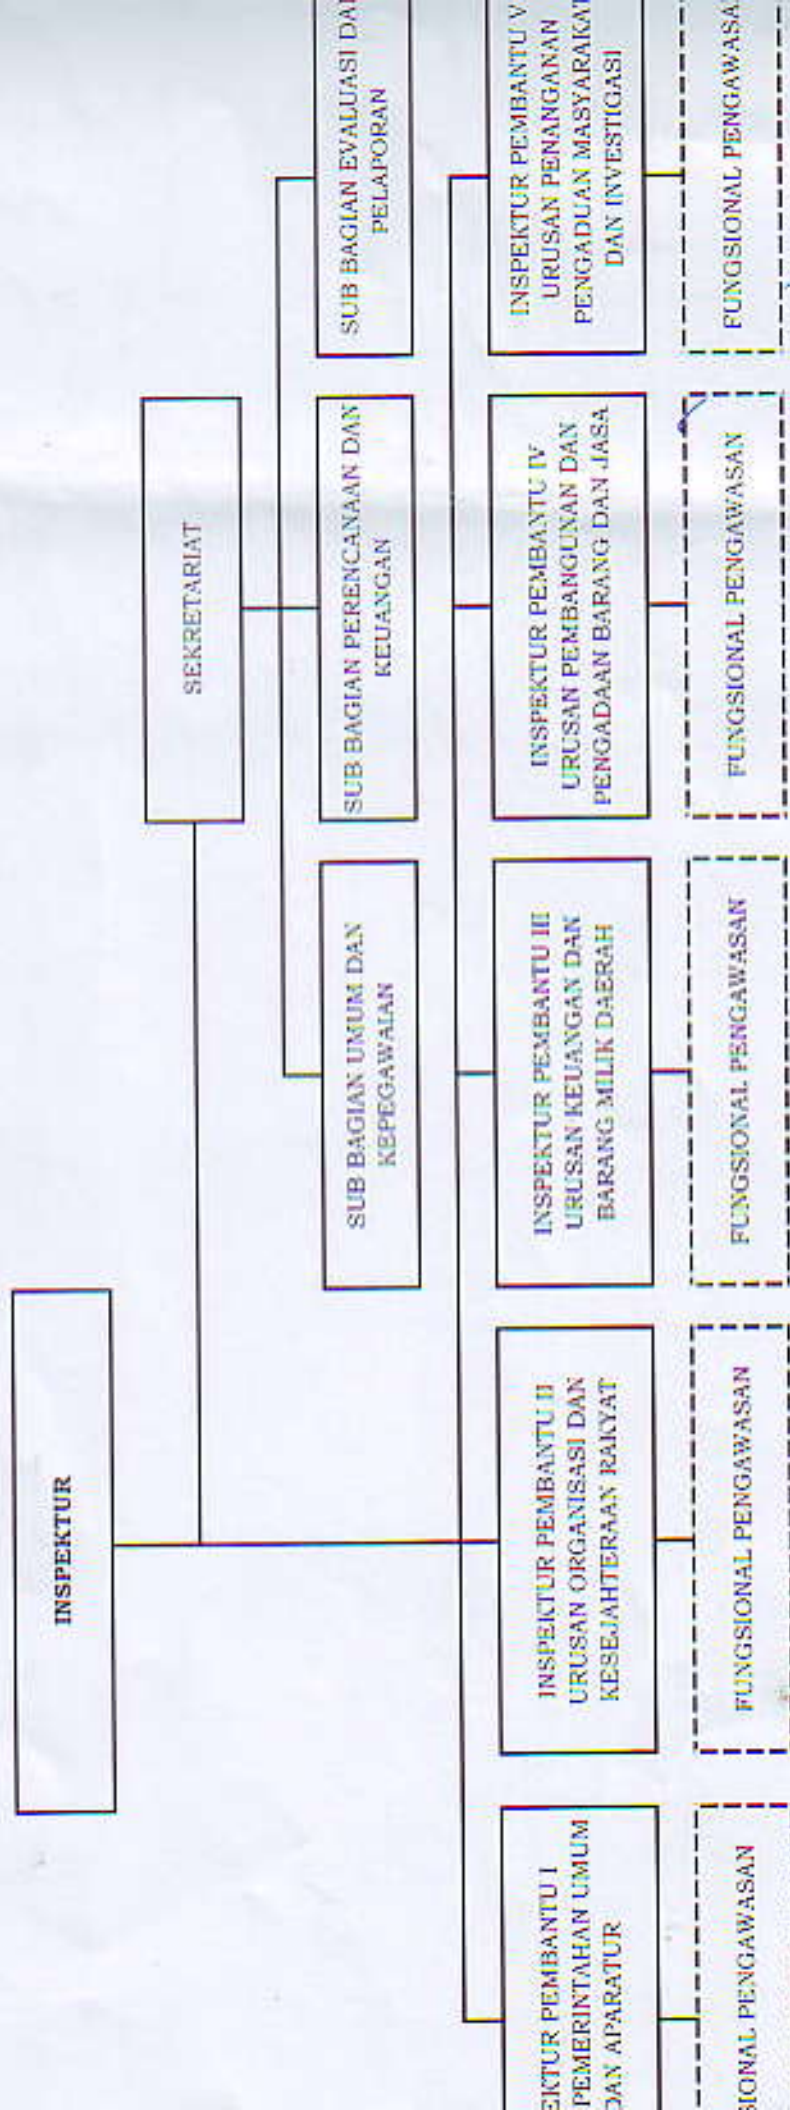 INSPEKTUR
SEKRETARIAT
SUB BAGIAN UMUM DAN
KEPEGAWAIAN
SUB BAGIAN PERENCANAAN DAN
KEUANGAN
SUB BAGIAN EVALUASI DAN
PELAPORAN
EKTUR PEMBANTU I
PEMERINTAHAN UMUM
DAN APARATUR
INSPEKTUR PEMBANTU II
URUSAN ORGANISASI DAN
KESEJAHTERAAN RAKYAT
INSPEKTUR PEMBANTU III
URUSAN KEUANGAN DAN
BARANG MILIK DAERAH
INSPEKTUR PEMBANTU IV
URUSAN PEMBANGUNAN DAN
PENGADAAN BARANG DAN JASA
INSPEKTUR PEMBANTU V
URUSAN PENANGANAN
PENGADUAN MASYARAKAT
DAN INVESTIGASI
SIONAL PENGAWASAN
FUNGSIONAL PENGAWASAN
FUNGSIONAL PENGAWASAN
FUNGSIONAL PENGAWASAN
FUNGSIONAL PENGAWASA